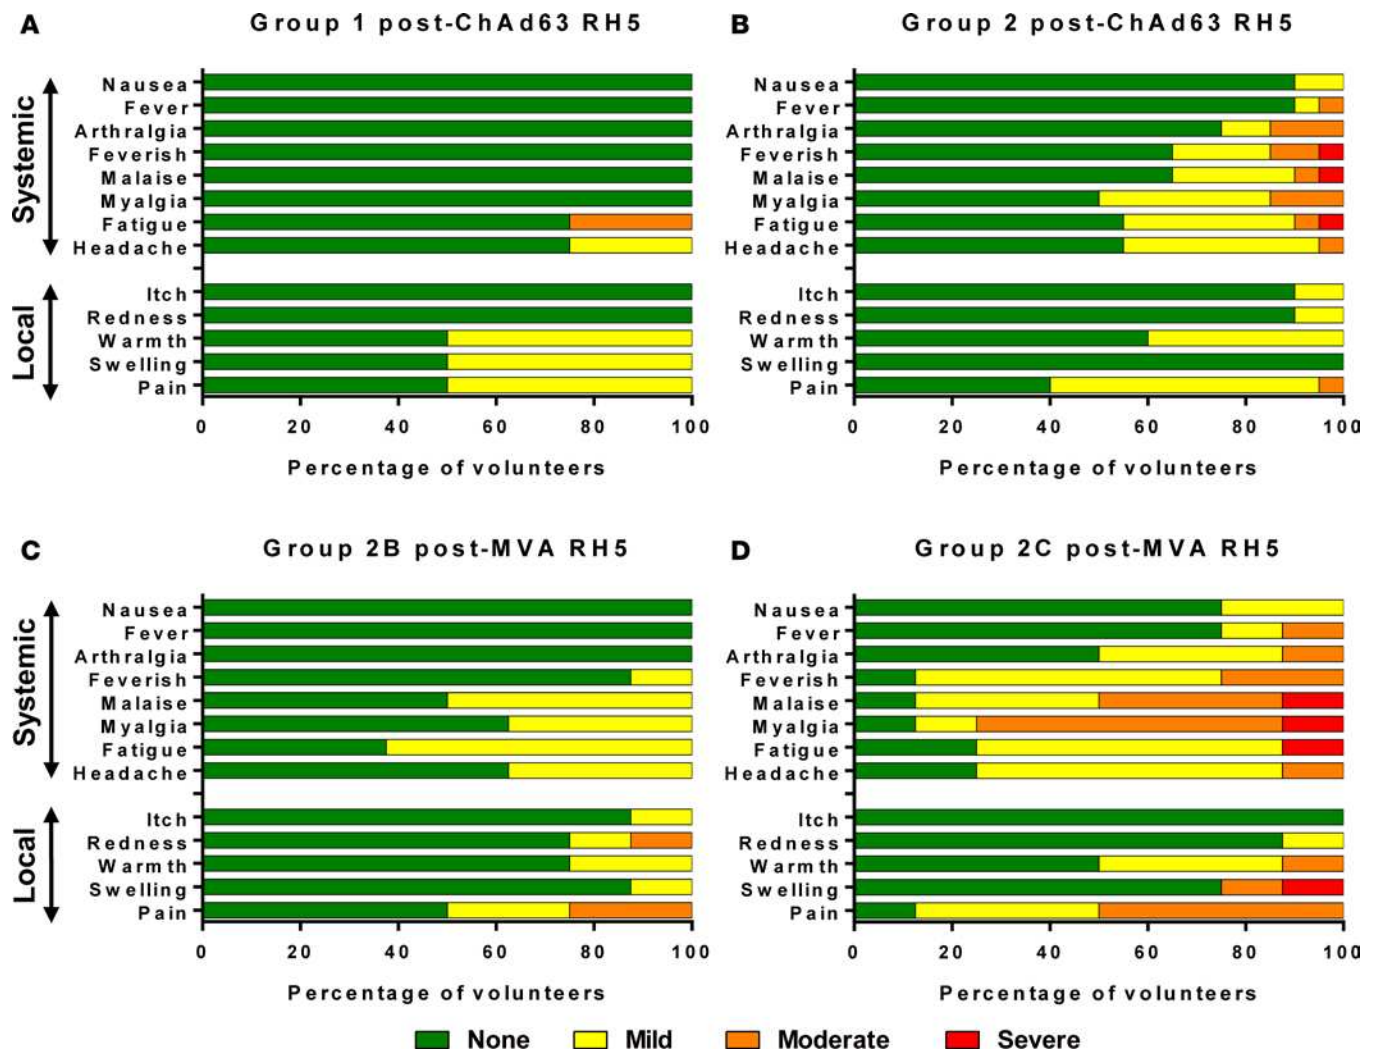 A
Group 1 post-ChAd63 RH5
Systemic
Nausea
Fever
Arthralgia
Feverish
Malaise
Myalgia
Fatigue
Headache
Local
Itch
Redness
Warmth
Swelling
Pain
0 20 40 60 80 100
Percentage of volunteers
B
Group 2 post-ChAd63 RH5
Nausea
Fever
Arthralgia
Feverish
Malaise
Myalgia
Fatigue
Headache
Itch
Redness
Warmth
Swelling
Pain
0 20 40 60 80 100
Percentage of volunteers
C
Group 2B post-MVA RH5
Systemic
Nausea
Fever
Arthralgia
Feverish
Malaise
Myalgia
Fatigue
Headache
Local
Itch
Redness
Warmth
Swelling
Pain
0 20 40 60 80 100
Percentage of volunteers
D
Group 2C post-MVA RH5
Nausea
Fever
Arthralgia
Feverish
Malaise
Myalgia
Fatigue
Headache
Itch
Redness
Warmth
Swelling
Pain
0 20 40 60 80 100
Percentage of volunteers
None Mild Moderate Severe